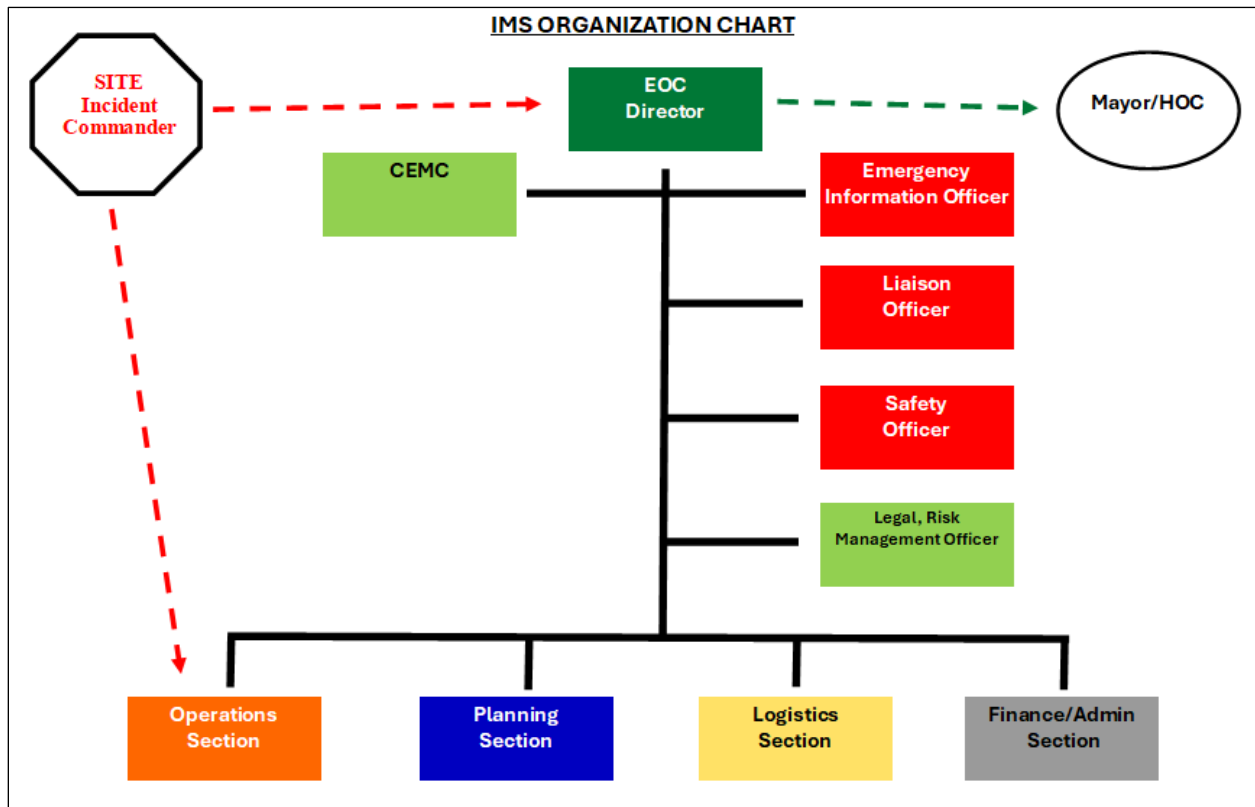 IMS ORGANIZATION CHART
SITE
Incident
Commander
EOC
Director
Mayor/HOC
CEMC
Emergency
Information Officer
Liaison
Officer
Safety
Officer
Legal, Risk
Management Officer
Operations
Section
Planning
Section
Logistics
Section
Finance/Admin
Section